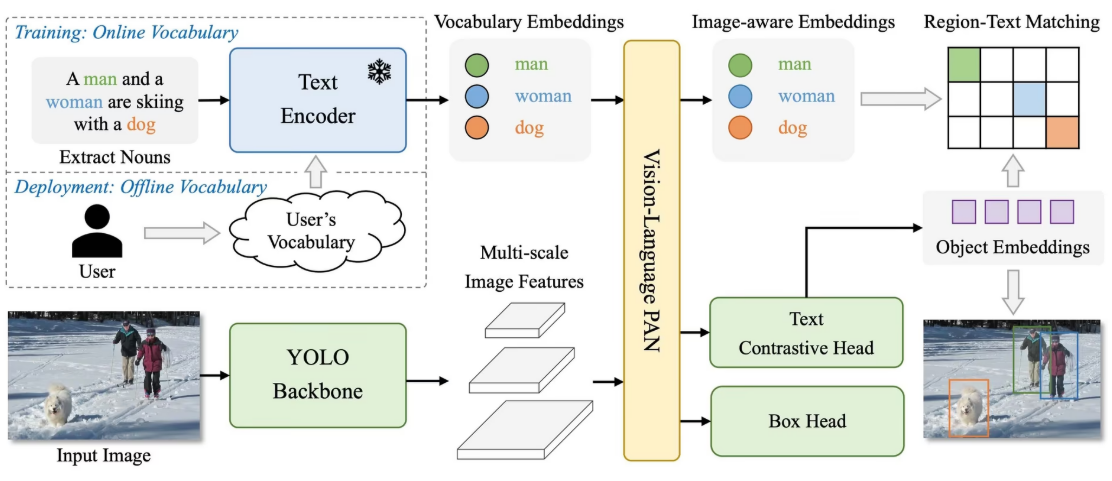 Training: Online Vocabulary
A man and a
woman are skiing
with a dog
Extract Nouns
Text
Encoder
Deployment: Offline Vocabulary
User
User's
Vocabulary
Vocabulary Embeddings
man
woman
dog
Image-aware Embeddings
man
woman
dog
Region-Text Matching
Input Image
YOLO
Backbone
Multi-scale
Image Features
Vision-Language PAN
Text
Contrastive Head
Box Head
Object Embeddings